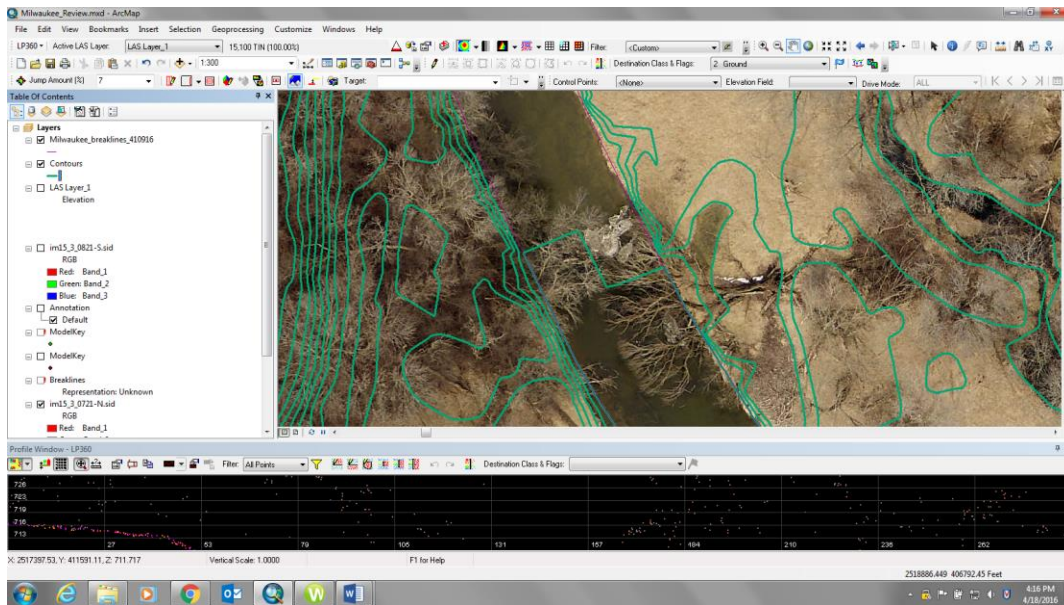 Milwaukee_Review.mxd - ArcMap
File Edit View Bookmarks Insert Selection Geoprocessing Customize Windows Help
LP360 Active LAS Layer: LAS Layer_1 15,100 TIN (100.00%) Filter: <Custom>
1:300 Destination Class & Flags: 2 Ground
Jump Amount (%) 7 Target: Control Points: <None> Elevation Field: Drive Mode: ALL
Table Of Contents
Layers
Milwaukee_breaklines_410916
Contours
LAS Layer_1
Elevation
im15_3_0821-S.sid
RGB
Red: Band_1
Green: Band_2
Blue: Band_3
Annotation
Default
ModelKey
ModelKey
Breaklines
Representation: Unknown
im15_3_0721-N.sid
RGB
Red: Band_1
Profile Window - LP360
Filter: All Points Destination Class & Flags:
726
723
719
716
713
27 53 79 105 131 157 184 210 236 262
X: 2517397.53, Y: 411591.11, Z: 711.717 Vertical Scale: 1.0000 F1 for Help
2518886.449 406792.45 Feet
4:16 PM
4/18/2016